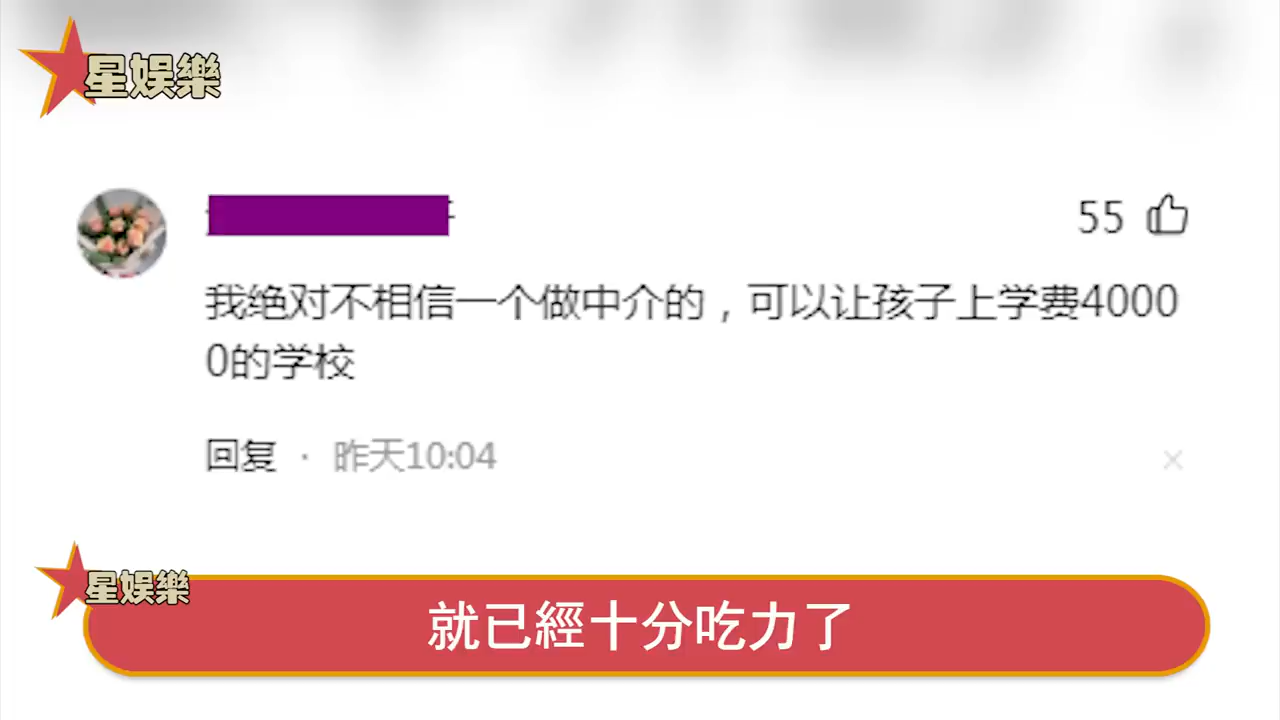 星娱樂
55
我绝对不相信一个做中介的，可以让孩子上学费4000
0的学校
回复 · 昨天10:04
星娱樂
就已經十分吃力了